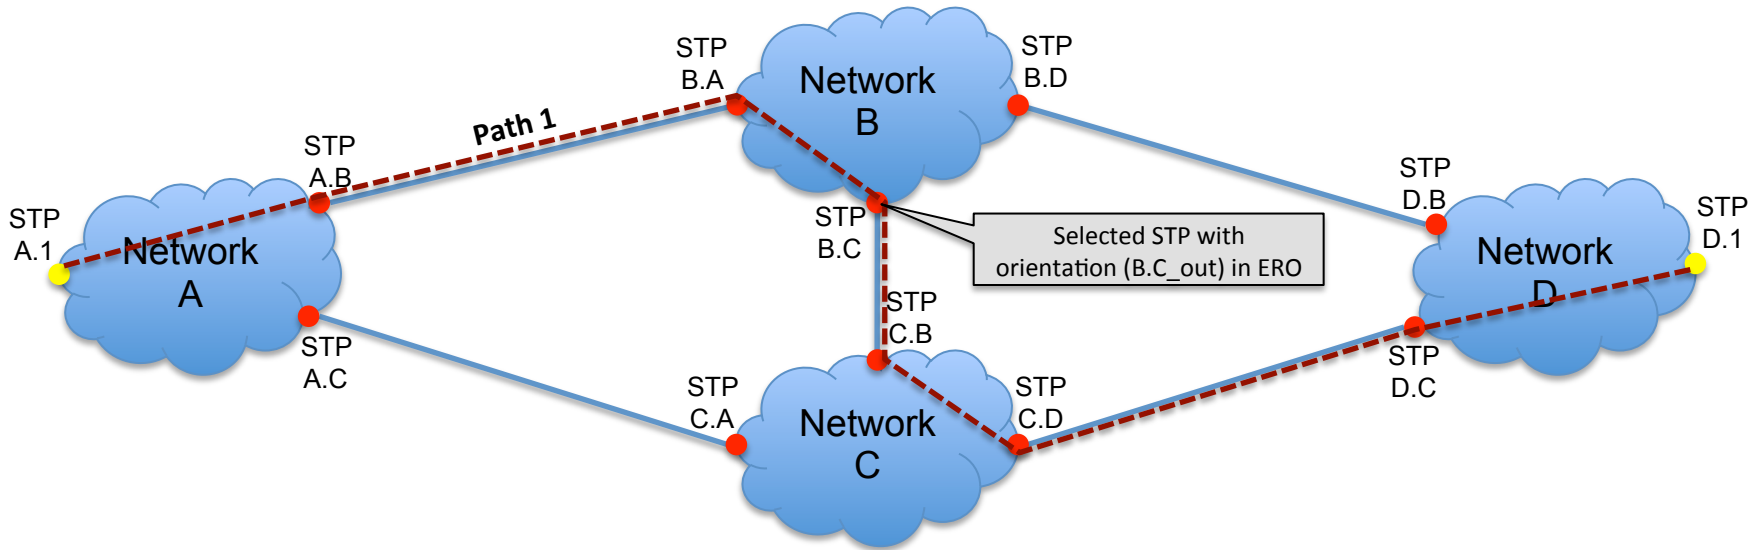 STP
A.1
Network
A
STP
A.B
STP
A.C
Path 1
STP
B.A
Network
B
STP
B.D
STP
B.C
Selected STP with
orientation (B.C_out) in ERO
STP
C.B
STP
C.A
Network
C
STP
C.D
STP
D.B
Network
D
STP
D.C
STP
D.1